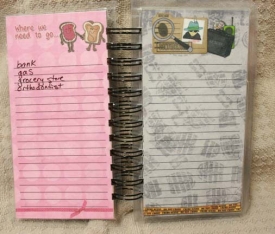 where we
need to go...
bank
gas
grocery store
orthodontist